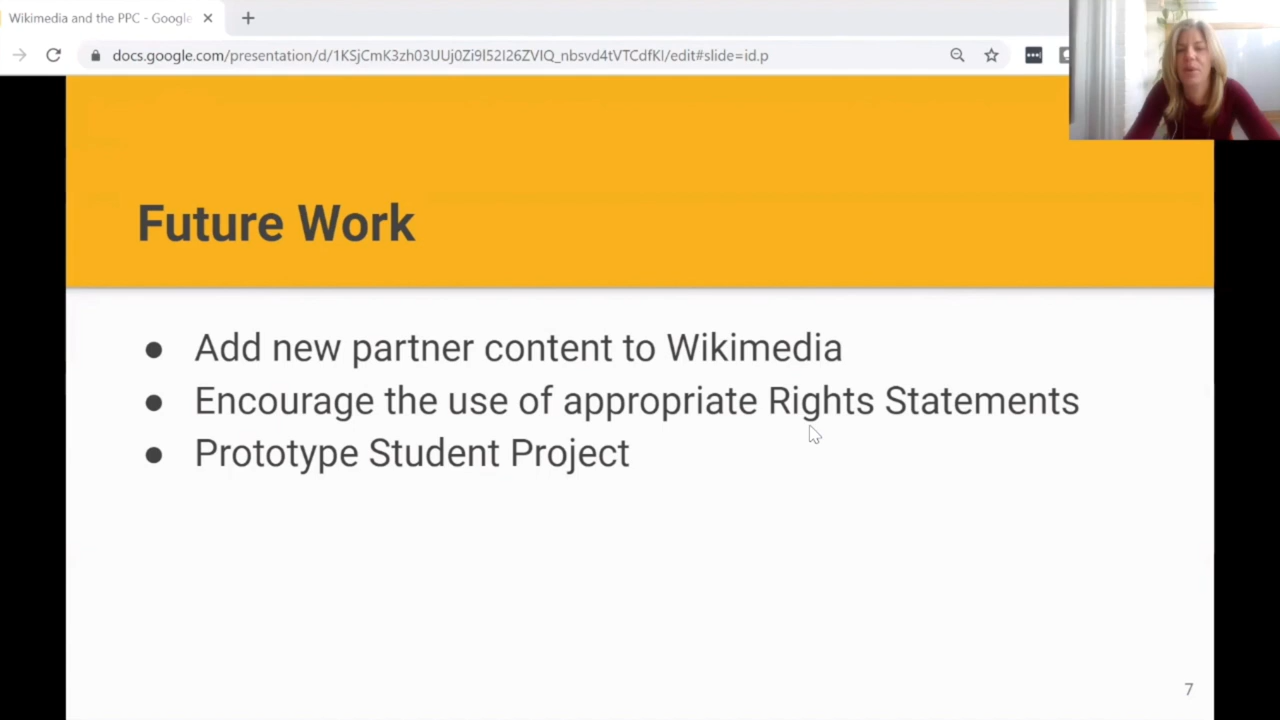 Wikimedia and the PPC - Google
docs.google.com/presentation/d/1KSjCmK3zh03UUj0Zi9l52I26ZVIQ_nbsvd4tVTCdfKI/edit#slide=id.p
Future Work
● Add new partner content to Wikimedia
● Encourage the use of appropriate Rights Statements
● Prototype Student Project
7